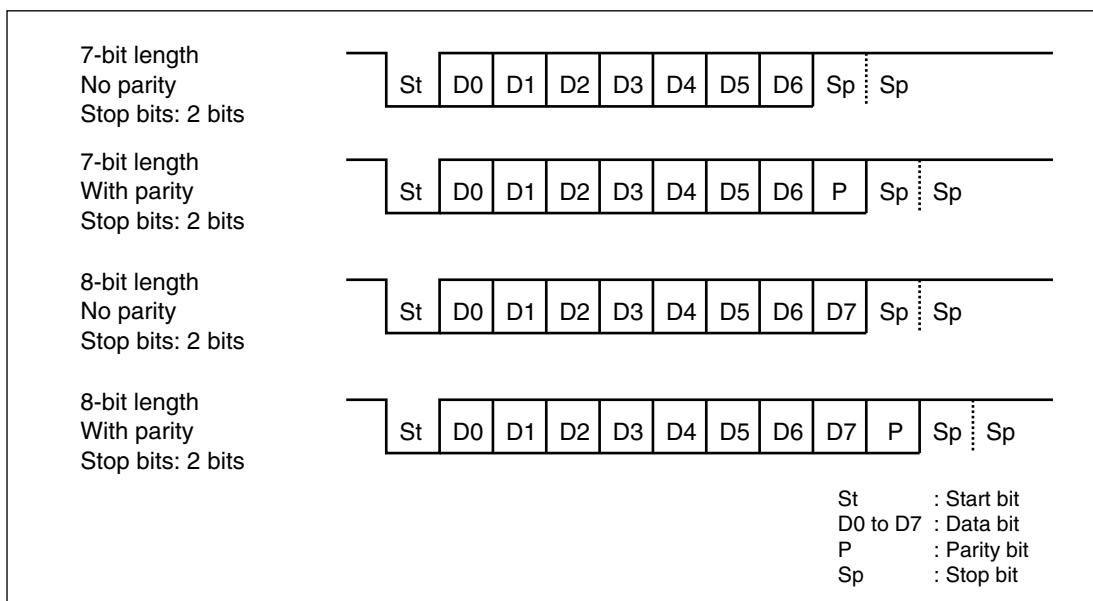 7-bit length
No parity
Stop bits: 2 bits
St D0 D1 D2 D3 D4 D5 D6 Sp Sp
7-bit length
With parity
Stop bits: 2 bits
St D0 D1 D2 D3 D4 D5 D6 P Sp Sp
8-bit length
No parity
Stop bits: 2 bits
St D0 D1 D2 D3 D4 D5 D6 D7 Sp Sp
8-bit length
With parity
Stop bits: 2 bits
St D0 D1 D2 D3 D4 D5 D6 D7 P Sp Sp
St : Start bit
D0 to D7 : Data bit
P : Parity bit
Sp : Stop bit